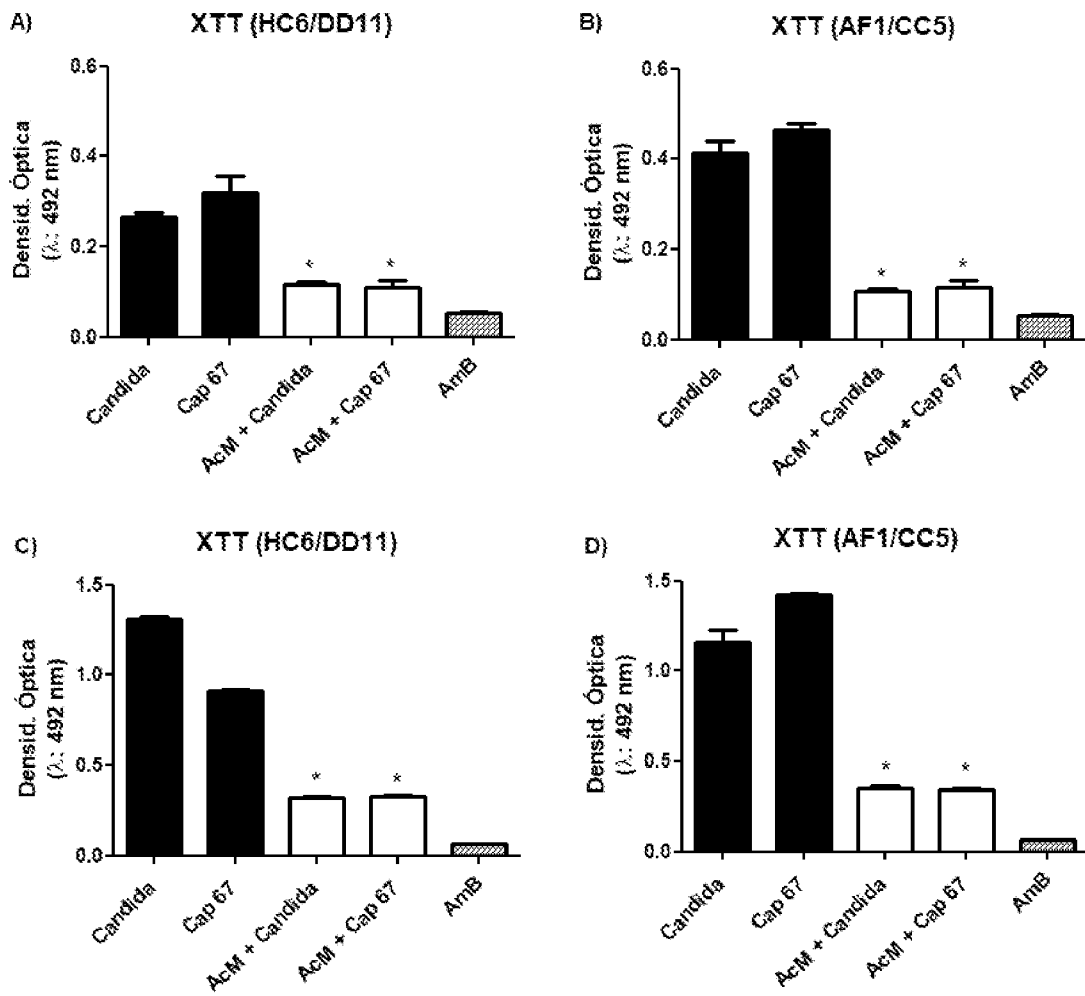 A)
XTT (HC6/DD11)
Densid. Óptica
(λ: 492 nm)
0.6
0.4
0.2
0.0
*
*
Candida
Cap 67
AcM + Candida
AcM + Cap 67
AmB
B)
XTT (AF1/CC5)
Densid. Óptica
(λ: 492 nm)
0.6
0.4
0.2
0.0
*
*
Candida
Cap 67
AcM + Candida
AcM + Cap 67
AmB
C)
XTT (HC6/DD11)
Densid. Óptica
(λ: 492 nm)
1.5
1.0
0.5
0.0
*
*
Candida
Cap 67
AcM + Candida
AcM + Cap 67
AmB
D)
XTT (AF1/CC5)
Densid. Óptica
(λ: 492 nm)
1.5
1.0
0.5
0.0
*
*
Candida
Cap 67
AcM + Candida
AcM + Cap 67
AmB